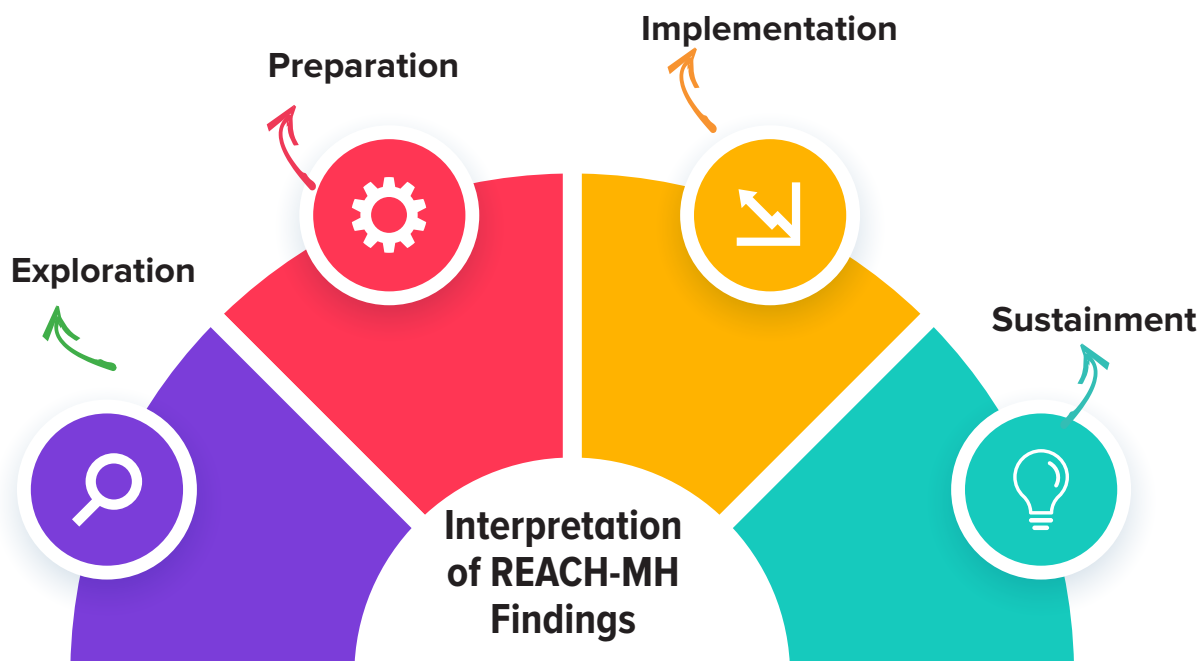 Exploration
Preparation
Implementation
Sustainment
Interpretation
of REACH-MH
Findings